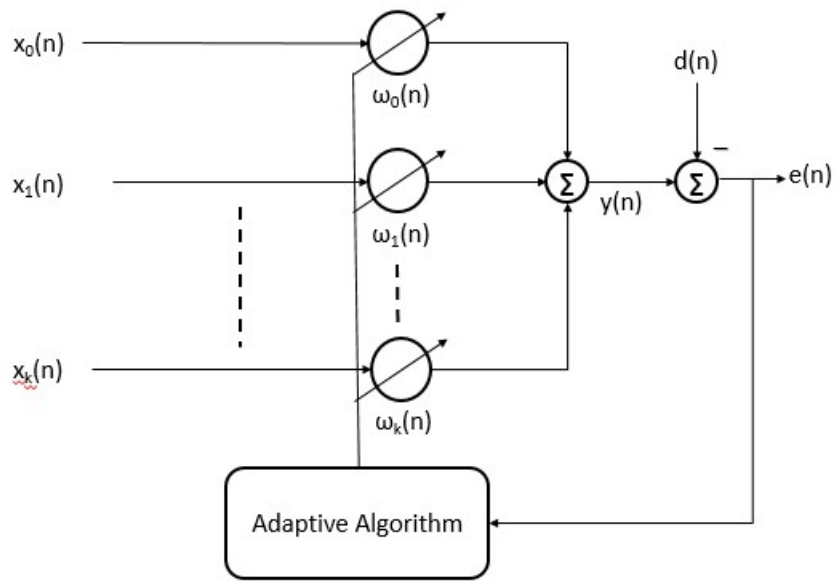 x₀(n)
ω₀(n)
d(n)
−
x₁(n)
Σ
Σ
e(n)
y(n)
ω₁(n)
xₖ(n)
ωₖ(n)
Adaptive Algorithm